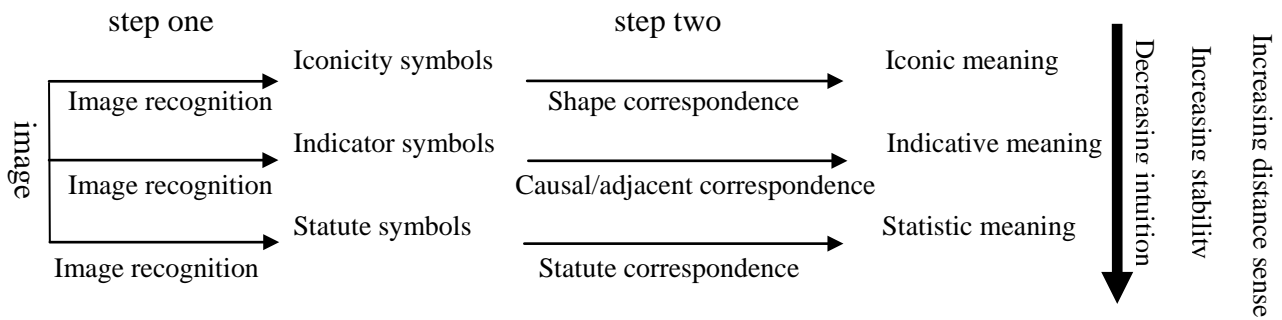 step one
step two
Iconicity symbols
Iconic meaning
Image recognition
Shape correspondence
image
Indicator symbols
Indicative meaning
Image recognition
Causal/adjacent correspondence
Statute symbols
Statistic meaning
Image recognition
Statute correspondence
Decreasing intuition
Increasing stability
Increasing distance sense